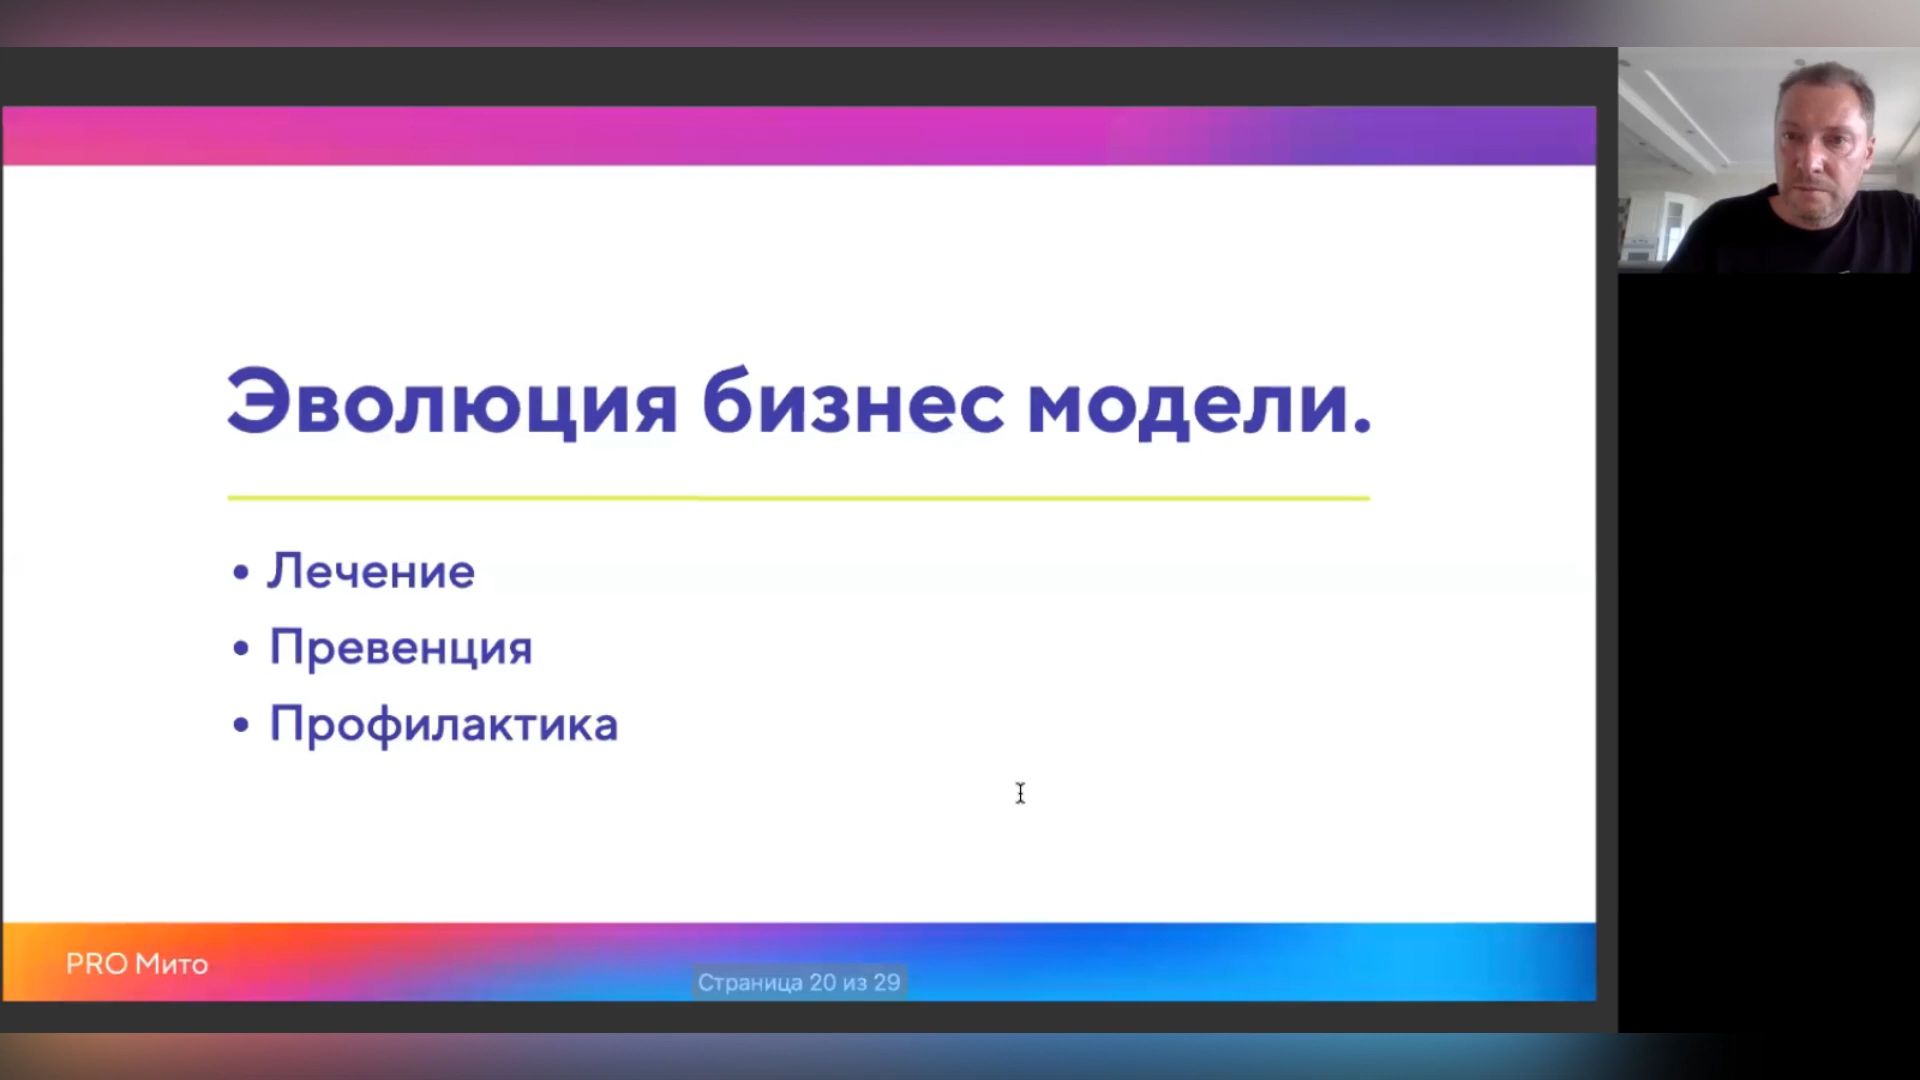 Эволюция бизнес модели.
• Лечение
• Превенция
• Профилактика
PRO Мито
Страница 20 из 29